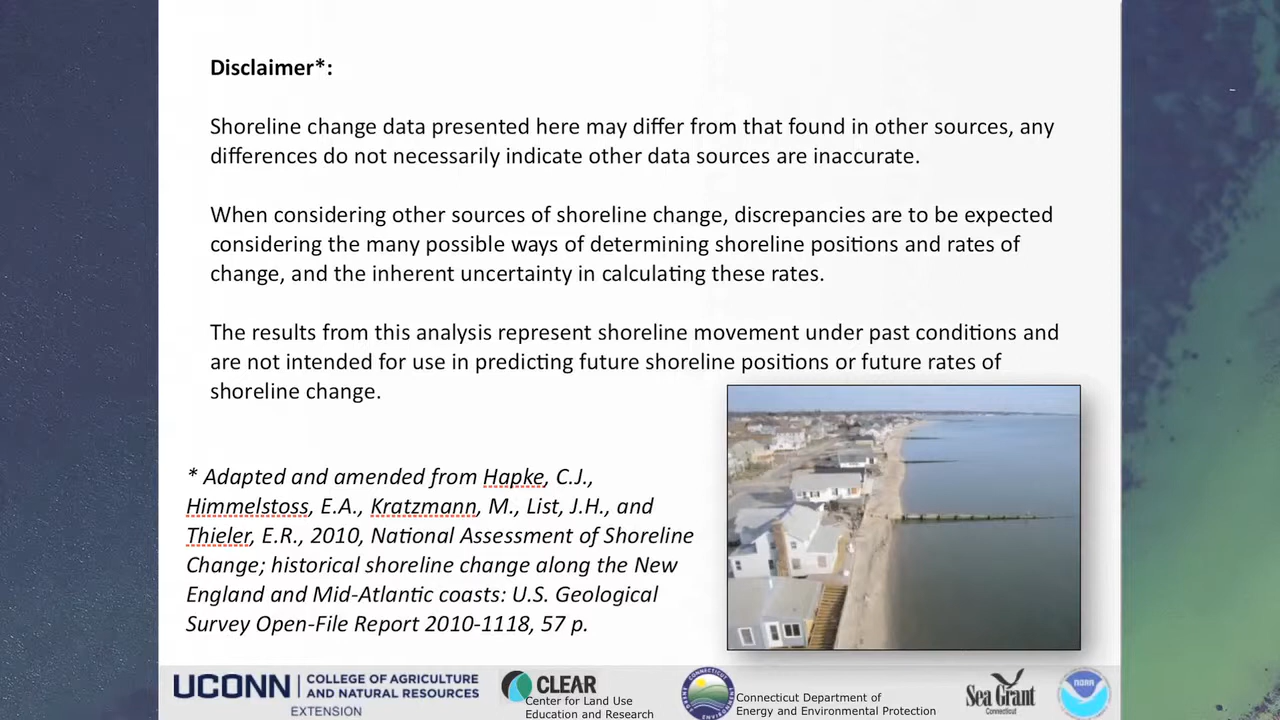 Disclaimer*:
Shoreline change data presented here may differ from that found in other sources, any
differences do not necessarily indicate other data sources are inaccurate.
When considering other sources of shoreline change, discrepancies are to be expected
considering the many possible ways of determining shoreline positions and rates of
change, and the inherent uncertainty in calculating these rates.
The results from this analysis represent shoreline movement under past conditions and
are not intended for use in predicting future shoreline positions or future rates of
shoreline change.
* Adapted and amended from Hapke, C.J.,
Himmelstoss, E.A., Kratzmann, M., List, J.H., and
Thieler, E.R., 2010, National Assessment of Shoreline
Change; historical shoreline change along the New
England and Mid-Atlantic coasts: U.S. Geological
Survey Open-File Report 2010-1118, 57 p.
UCONN | COLLEGE OF AGRICULTURE
AND NATURAL RESOURCES
EXTENSION
CLEAR
Center for Land Use
Education and Research
CONNECTICUT
Connecticut Department of
Energy and Environmental Protection
Sea Grant
Connecticut
NOAA